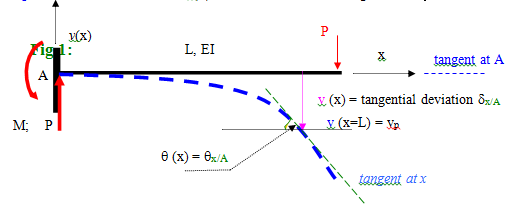 y(x)
Fig 1:
L, EI
P
x
tangent at A
A
y (x) = tangential deviation δx/A
M; P
y (x=L) = yP
θ (x) = θx/A
tangent at x